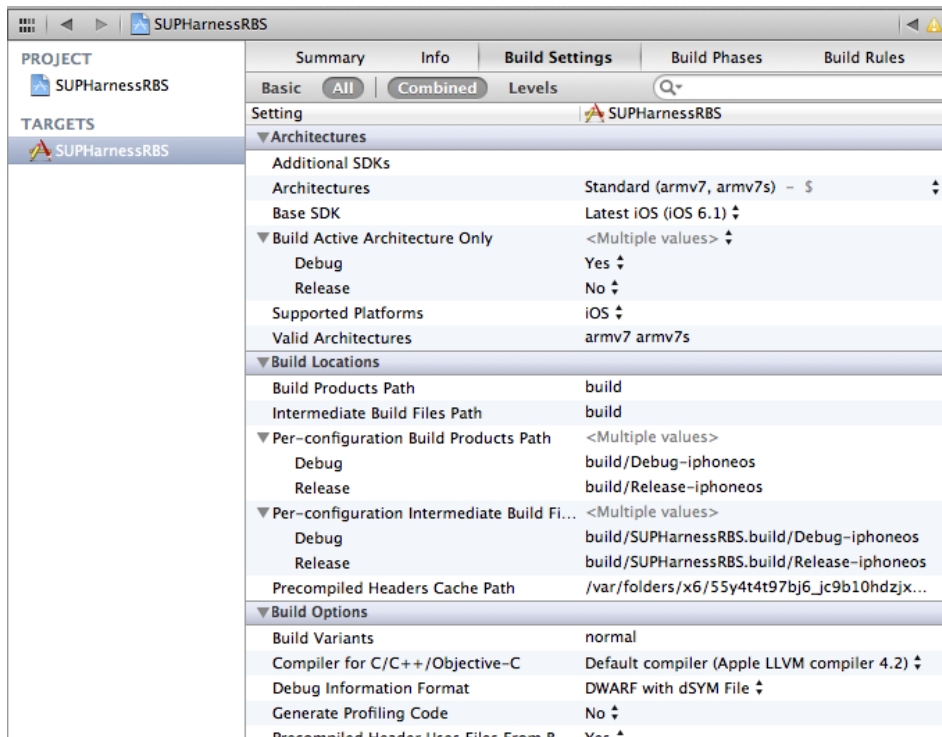 SUPHarnessRBS
PROJECT
SUPHarnessRBS
TARGETS
SUPHarnessRBS
Summary Info Build Settings Build Phases Build Rules
Basic All Combined Levels
Setting SUPHarnessRBS
Architectures
Additional SDKs
Architectures Standard (armv7, armv7s) – $
Base SDK Latest iOS (iOS 6.1)
Build Active Architecture Only <Multiple values>
Debug Yes
Release No
Supported Platforms iOS
Valid Architectures armv7 armv7s
Build Locations
Build Products Path build
Intermediate Build Files Path build
Per-configuration Build Products Path <Multiple values>
Debug build/Debug-iphoneos
Release build/Release-iphoneos
Per-configuration Intermediate Build Fi... <Multiple values>
Debug build/SUPHarnessRBS.build/Debug-iphoneos
Release build/SUPHarnessRBS.build/Release-iphoneos
Precompiled Headers Cache Path /var/folders/x6/55y4t4t97bj6_jc9b10hdzjx...
Build Options
Build Variants normal
Compiler for C/C++/Objective-C Default compiler (Apple LLVM compiler 4.2)
Debug Information Format DWARF with dSYM File
Generate Profiling Code No
Precompiled Header Uses Files From B... Yes